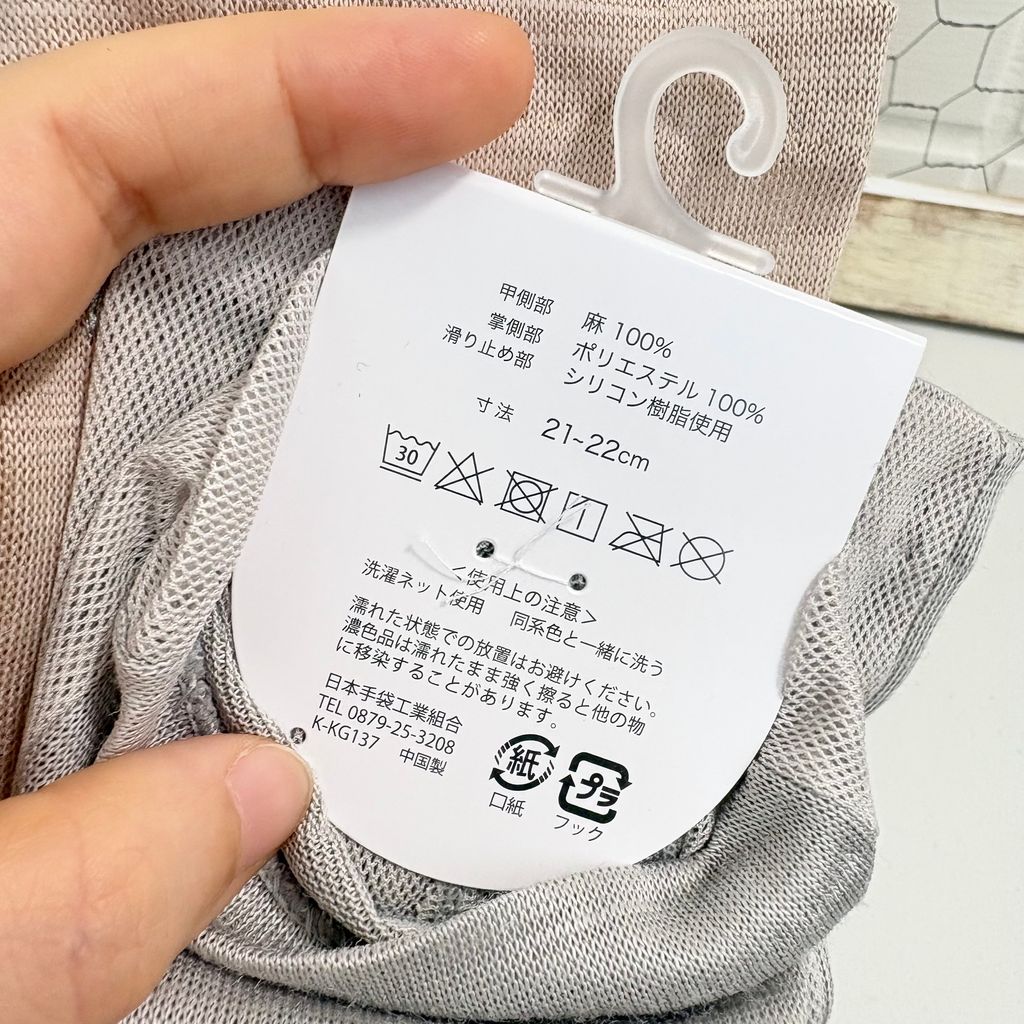 甲側部 麻 100%
掌側部 ポリエステル 100%
滑り止め部 シリコン樹脂使用
寸法 21~22cm
30
<使用上の注意>
洗濯ネット使用 同系色と一緒に洗う
濡れた状態での放置はお避けください。
濃色品は濡れたまま強く擦ると他の物
に移染することがあります。
日本手袋工業組合
TEL 0879-25-3208
K-KG137 中国製
紙 プラ
口紙 フック